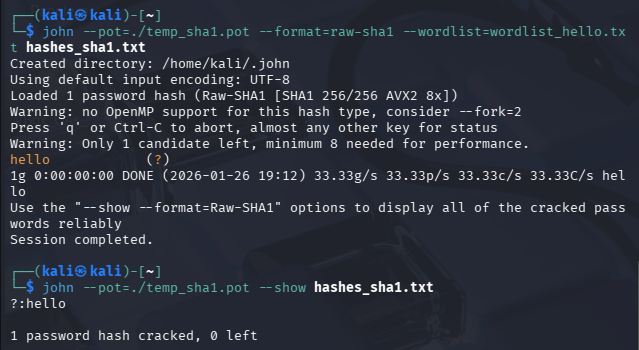 ┌──(kali㉿kali)-[~]
└─$ john --pot=./temp_sha1.pot --format=raw-sha1 --wordlist=wordlist_hello.tx
t hashes_sha1.txt
Created directory: /home/kali/.john
Using default input encoding: UTF-8
Loaded 1 password hash (Raw-SHA1 [SHA1 256/256 AVX2 8x])
Warning: no OpenMP support for this hash type, consider --fork=2
Press 'q' or Ctrl-C to abort, almost any other key for status
Warning: Only 1 candidate left, minimum 8 needed for performance.
hello            (?)
1g 0:00:00:00 DONE (2026-01-26 19:12) 33.33g/s 33.33p/s 33.33c/s 33.33C/s hel
lo
Use the "--show --format=Raw-SHA1" options to display all of the cracked pass
words reliably
Session completed.
┌──(kali㉿kali)-[~]
└─$ john --pot=./temp_sha1.pot --show hashes_sha1.txt
?:hello
1 password hash cracked, 0 left